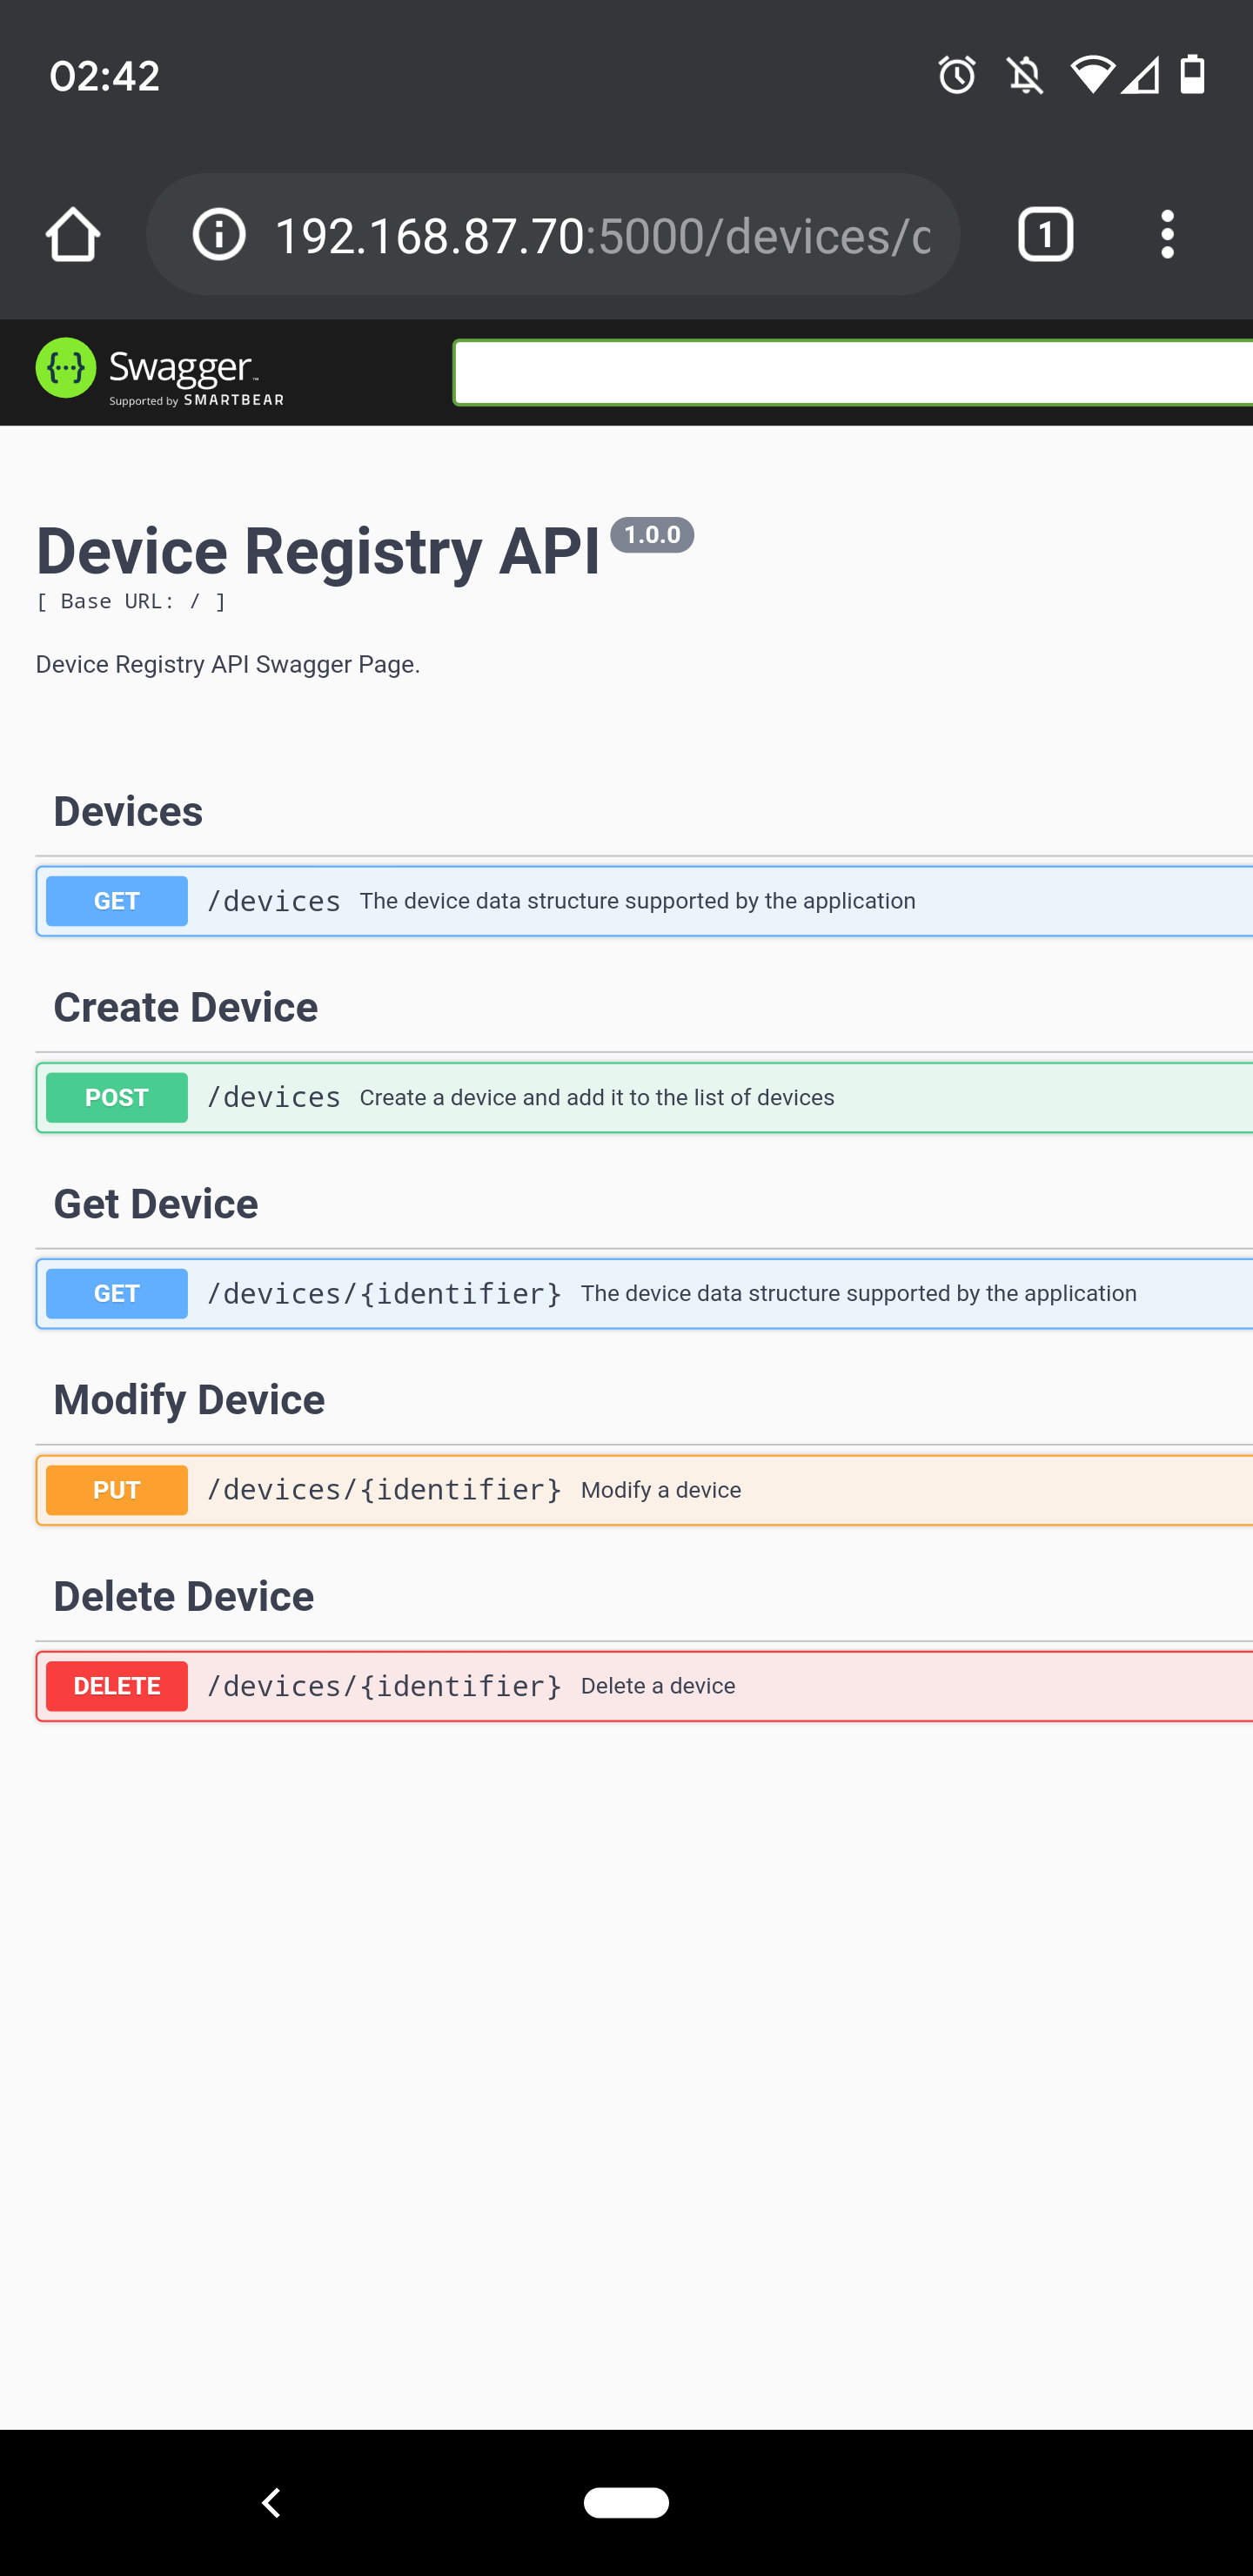 02:42
192.168.87.70:5000/devices/
1
{...} Swagger™
Supported by SMARTBEAR
Device Registry API 1.0.0
[ Base URL: / ]
Device Registry API Swagger Page.
Devices
GET /devices The device data structure supported by the application
Create Device
POST /devices Create a device and add it to the list of devices
Get Device
GET /devices/{identifier} The device data structure supported by the application
Modify Device
PUT /devices/{identifier} Modify a device
Delete Device
DELETE /devices/{identifier} Delete a device